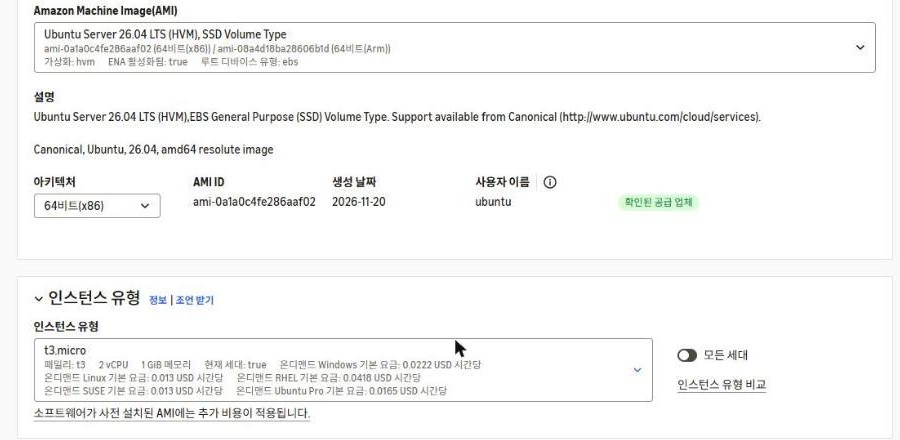 Amazon Machine Image(AMI)
Ubuntu Server 26.04 LTS (HVM), SSD Volume Type
ami-0a1a0c4fe286aaf02 (64비트(x86)) / ami-08a4d18ba28606b1d (64비트(Arm))
가상화: hvm ENA 활성화됨: true 루트 디바이스 유형: ebs
설명
Ubuntu Server 26.04 LTS (HVM),EBS General Purpose (SSD) Volume Type. Support available from Canonical (http://www.ubuntu.com/cloud/services).
Canonical, Ubuntu, 26.04, amd64 resolute image
아키텍처 AMI ID 생성 날짜 사용자 이름
64비트(x86) ami-0a1a0c4fe286aaf02 2026-11-20 ubuntu 확인된 공급 업체
인스턴스 유형 정보 | 조언 받기
인스턴스 유형
t3.micro
패밀리: t3 2 vCPU 1 GiB 메모리 현재 세대: true 온디맨드 Windows 기본 요금: 0.0222 USD 시간당
온디맨드 Linux 기본 요금: 0.013 USD 시간당 온디맨드 RHEL 기본 요금: 0.0418 USD 시간당
온디맨드 SUSE 기본 요금: 0.013 USD 시간당 온디맨드 Ubuntu Pro 기본 요금: 0.0165 USD 시간당
모든 세대
인스턴스 유형 비교
소프트웨어가 사전 설치된 AMI에는 추가 비용이 적용됩니다.